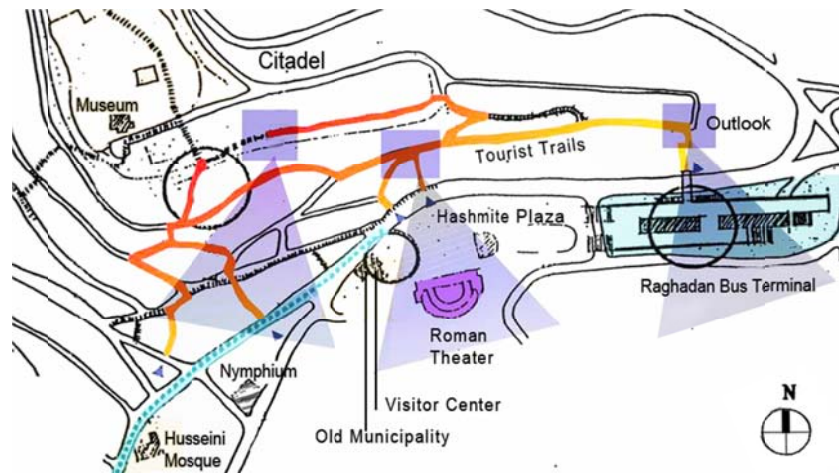 Citadel
Museum
Outlook
Tourist Trails
Hashmite Plaza
Raghadan Bus Terminal
Roman
Theater
Nymphium
Visitor Center
Old Municipality
Husseini
Mosque
N